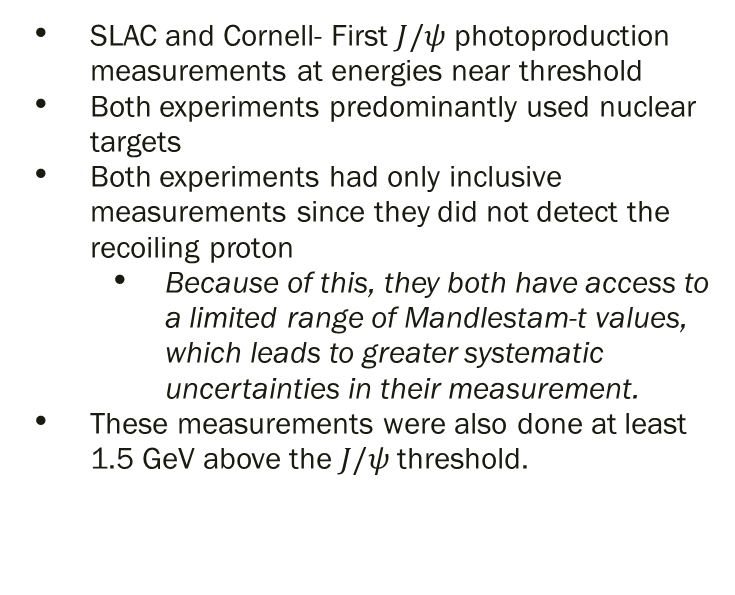 • SLAC and Cornell- First J/ψ photoproduction
measurements at energies near threshold
• Both experiments predominantly used nuclear
targets
• Both experiments had only inclusive
measurements since they did not detect the
recoiling proton
• Because of this, they both have access to
a limited range of Mandlestam-t values,
which leads to greater systematic
uncertainties in their measurement.
• These measurements were also done at least
1.5 GeV above the J/ψ threshold.